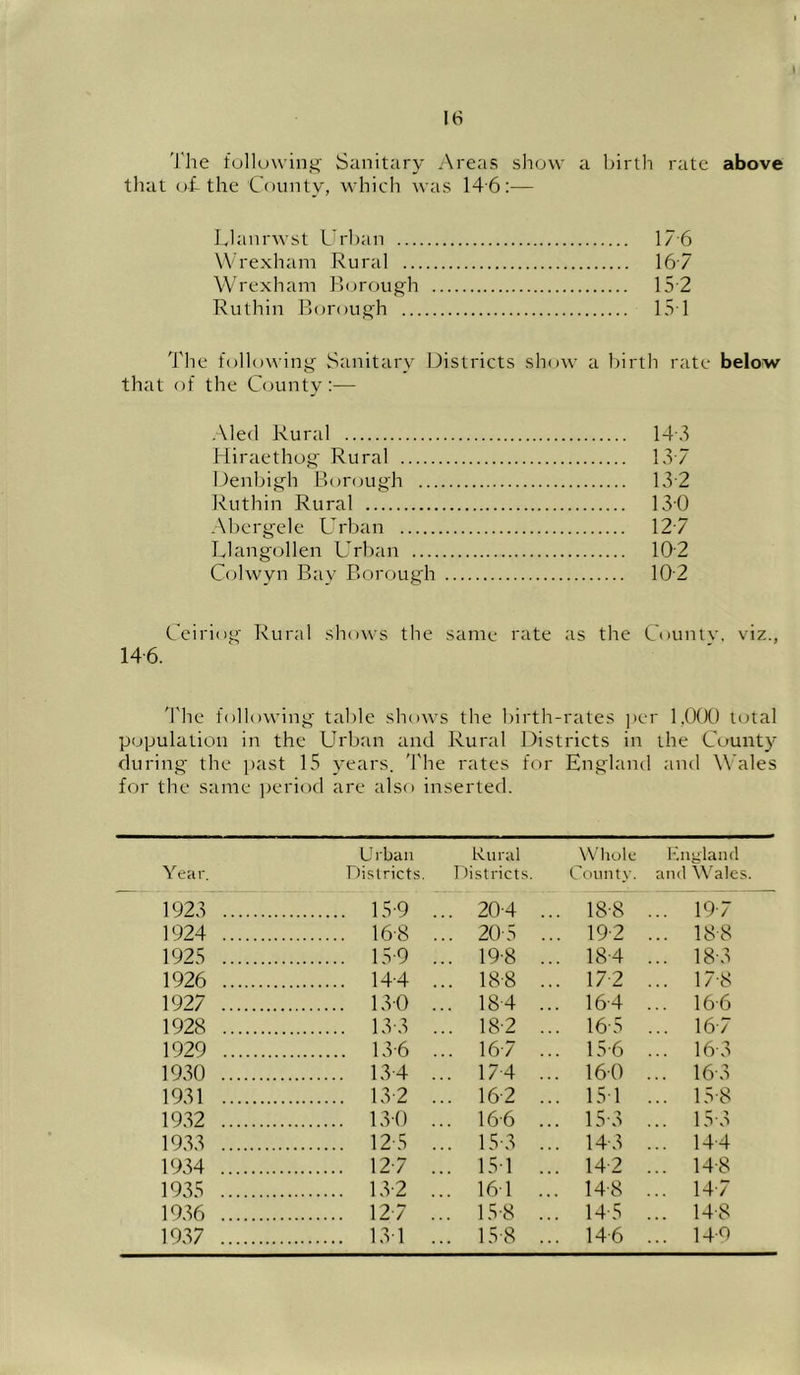 16
The following Sanitary Areas show a birth rate above
that of the County, which was 14·6:—
Llanrwst Urban ........................ 17·6
Wrexham Rural ........................ 16·7
Wrexham Borough ........................ 15·2
Ruthin Borough ........................ 15·1
The following Sanitary Districts show a birth rate below
that of the County:—
Aled Rural ........................ 14·3
Hiraethog Rural ........................ 13·7
Denbigh Borough ........................ 13·2
Ruthin Rural ........................ 13·0
Abergele Urban ........................ 12·7
Llangollen Urban ........................ 10·2
Colwyn Bay Borough ........................ 10·2
Ceiriog Rural shows the same rate as the County, viz.,
14·6.
The following table shows the birth-rates per 1,000 total
population in the Urban and Rural Districts in the County
during the past 15 years. The rates for England and Wales
for the same period are also inserted.
Urban Rural Whole England
Year. Districts. Districts. County. and Wales.
1923 ............ 15·9 ... 20·4 ... 18·8 ... 19·7
1924 ............ 16·8 ... 20·5 ... 19·2 ... 18·8
1925 ............ 15·9 ... 19·8 ... 18·4 ... 18·3
1926 ............ 14·4 ... 18·8 ... 17·2 ... 17·8
1927 ............ 13·0 ... 18·4 ... 16·4 ... 16·6
1928 ............ 13·3 ... 18·2 ... 16·5 ... 16·7
1929 ............ 13·6 ... 16·7 ... 15·6 ... 16·3
1930 ............ 13·4 ... 17·4 ... 16·0 ... 16·3
1931 ............ 13·2 ... 16·2 ... 15·1 ... 15·8
1932 ............ 13·0 ... 16·6 ... 15·3 ... 15·3
1933 ............ 12·5 ... 15·3 ... 14·3 ... 14·4
1934 ............ 12·7 ... 15·1 ... 14·2 ... 14·8
1935 ............ 13·2 ... 16·1 ... 14·8 ... 14·7
1936 ............ 12·7 ... 15·8 ... 14·5 ... 14·8
1937 ............ 13·1 ... 15·8 ... 14·6 ... 14·9